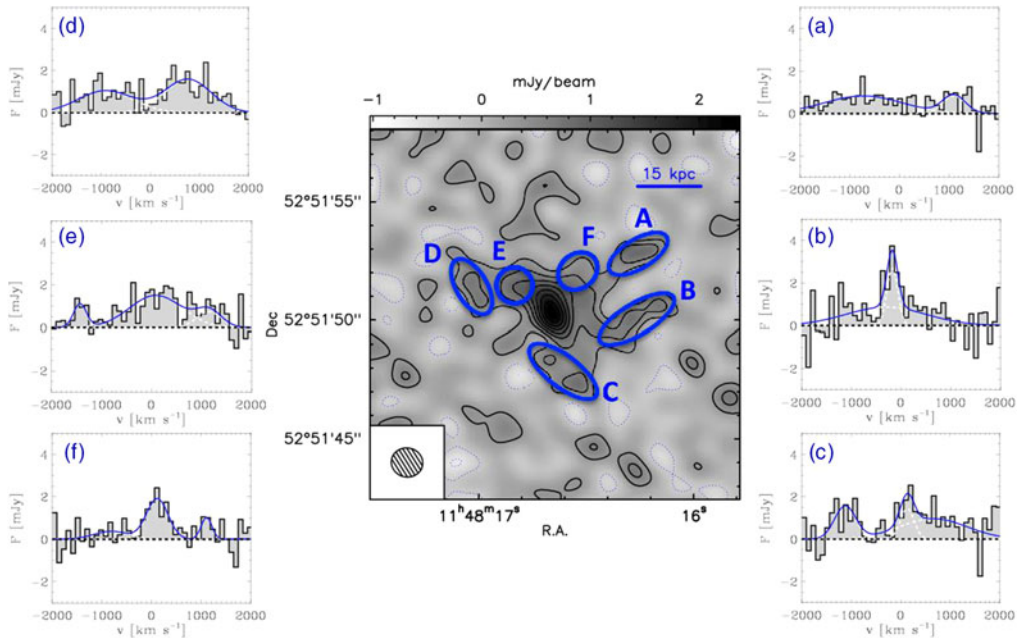 (d)
4
2
0
−2
F [mJy]
−2000 −1000 0 1000 2000
v [km s⁻¹]
(e)
4
2
0
−2
F [mJy]
−2000 −1000 0 1000 2000
v [km s⁻¹]
(f)
4
2
0
−2
F [mJy]
−2000 −1000 0 1000 2000
v [km s⁻¹]
mJy/beam
−1 0 1 2
15 kpc
A
F
D E
B
C
52°51'55"
52°51'50"
52°51'45"
Dec
11ʰ48ᵐ17ˢ 16ˢ
R.A.
(a)
4
2
0
−2
F [mJy]
−2000 −1000 0 1000 2000
v [km s⁻¹]
(b)
4
2
0
−2
F [mJy]
−2000 −1000 0 1000 2000
v [km s⁻¹]
(c)
4
2
0
−2
F [mJy]
−2000 −1000 0 1000 2000
v [km s⁻¹]